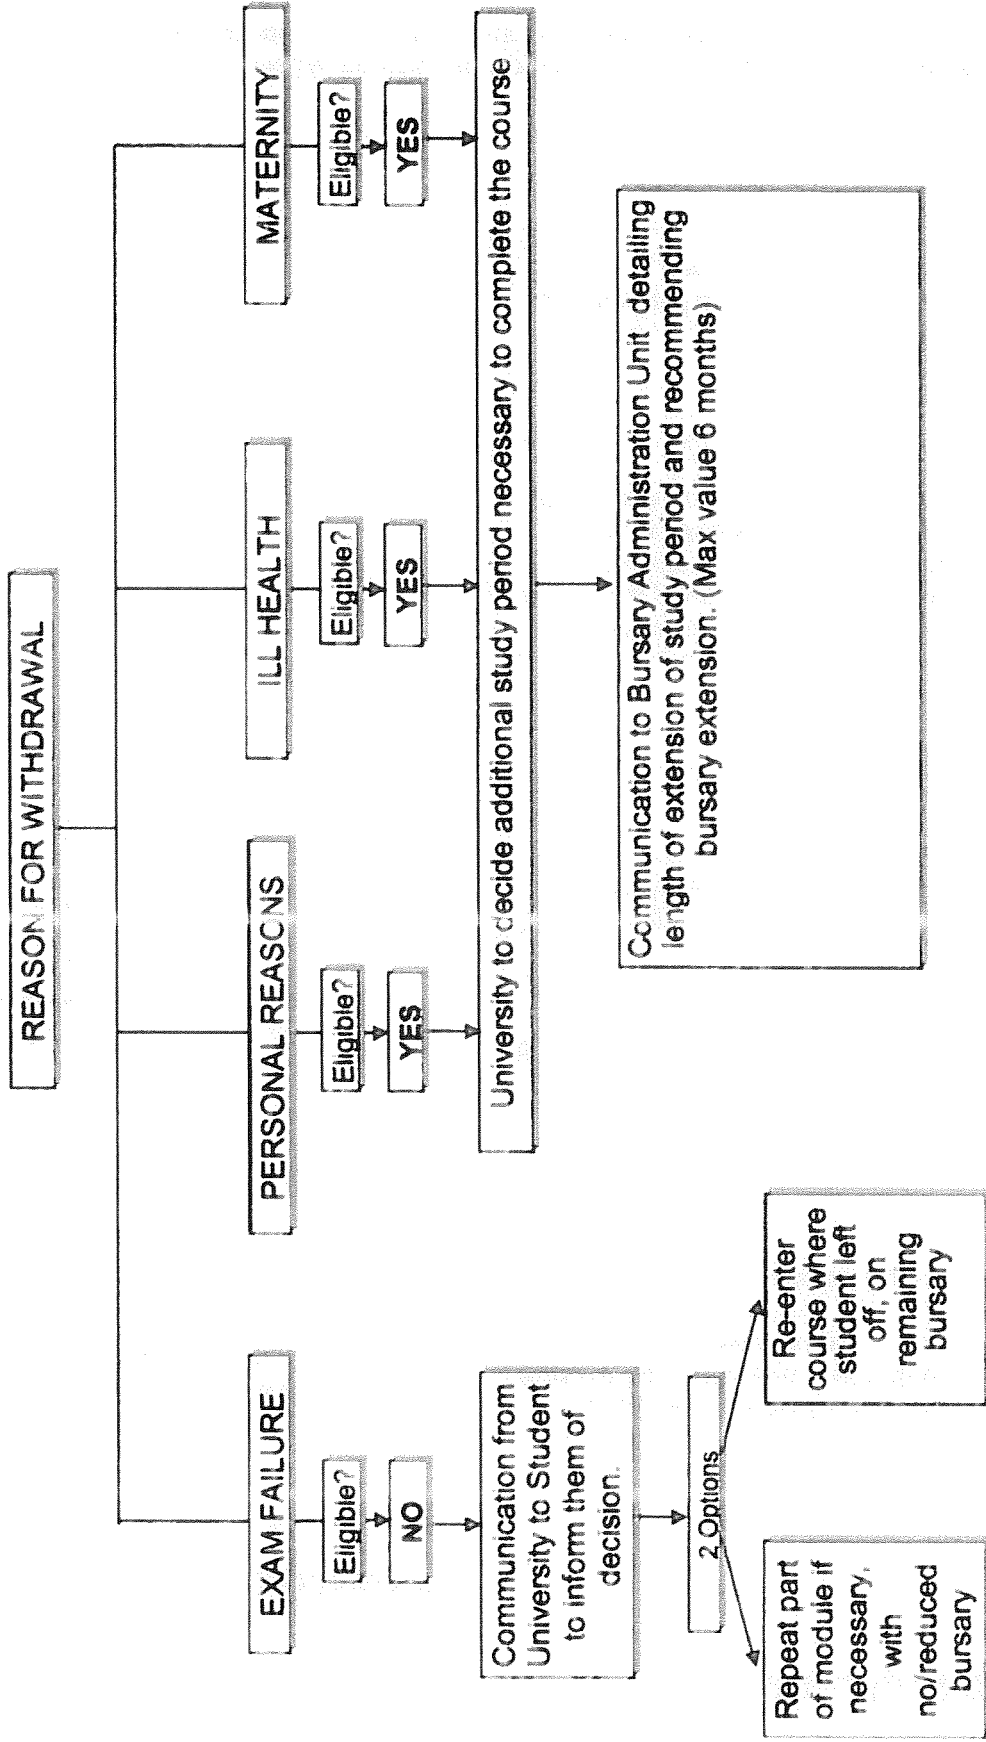 REASON FOR WITHDRAWAL
EXAM FAILURE
Eligible?
NO
Communication from
University to Student
to inform them of
decision.
2 Options
Repeat part
of module if
necessary,
with
no/reduced
bursary
Re-enter
course where
student left
off, on
remaining
bursary
PERSONAL REASONS
Eligible?
YES
ILL HEALTH
Eligible?
YES
MATERNITY
Eligible?
YES
University to decide additional study period necessary to complete the course
Communication to Bursary Administration Unit detailing
length of extension of study period and recommending
bursary extension. (Max value 6 months)